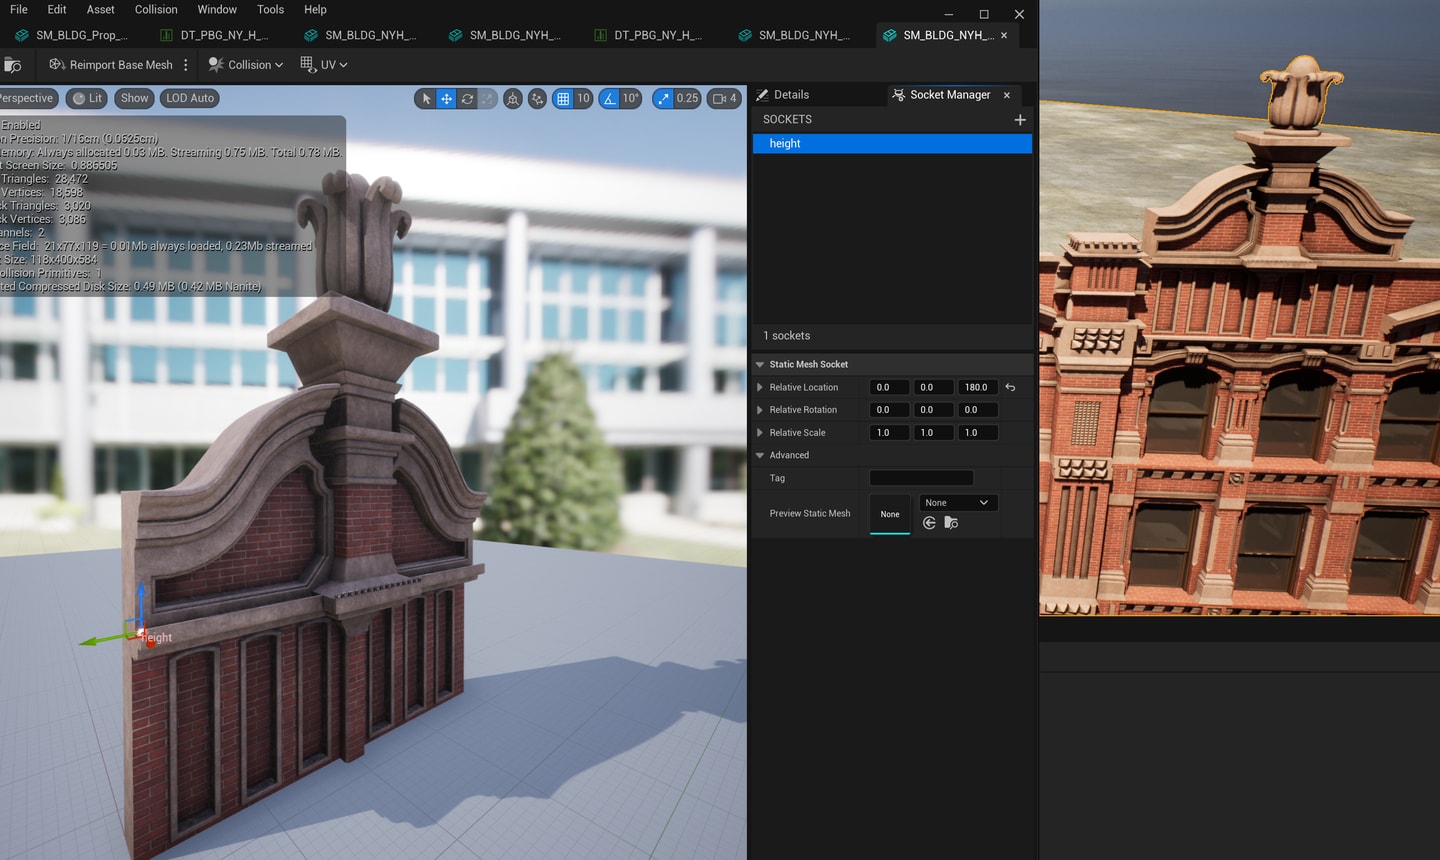 File Edit Asset Collision Window Tools Help
SM_BLDG_Prop_... DT_PBG_NY_H_... SM_BLDG_NYH_... SM_BLDG_NYH_... DT_PBG_NY_H_... SM_BLDG_NYH_... SM_BLDG_NYH_...
Reimport Base Mesh Collision UV
Perspective Lit Show LOD Auto 10 10° 0.25 4
Enabled
n Precision: 1/16cm (0.0625cm)
emory: Always allocated 0.03 MB. Streaming 0.75 MB. Total 0.78 MB.
t Screen Size: 0.886505
Triangles: 28,472
Vertices: 18,598
ck Triangles: 3,020
ck Vertices: 3,086
annels: 2
ce Field: 21x77x119 = 0.01Mb always loaded, 0.23Mb streamed
Size: 118x400x584
ollision Primitives: 1
ted Compressed Disk Size: 0.49 MB (0.42 MB Nanite)
height
Details Socket Manager
SOCKETS
height
1 sockets
Static Mesh Socket
Relative Location 0.0 0.0 180.0
Relative Rotation 0.0 0.0 0.0
Relative Scale 1.0 1.0 1.0
Advanced
Tag
Preview Static Mesh None None